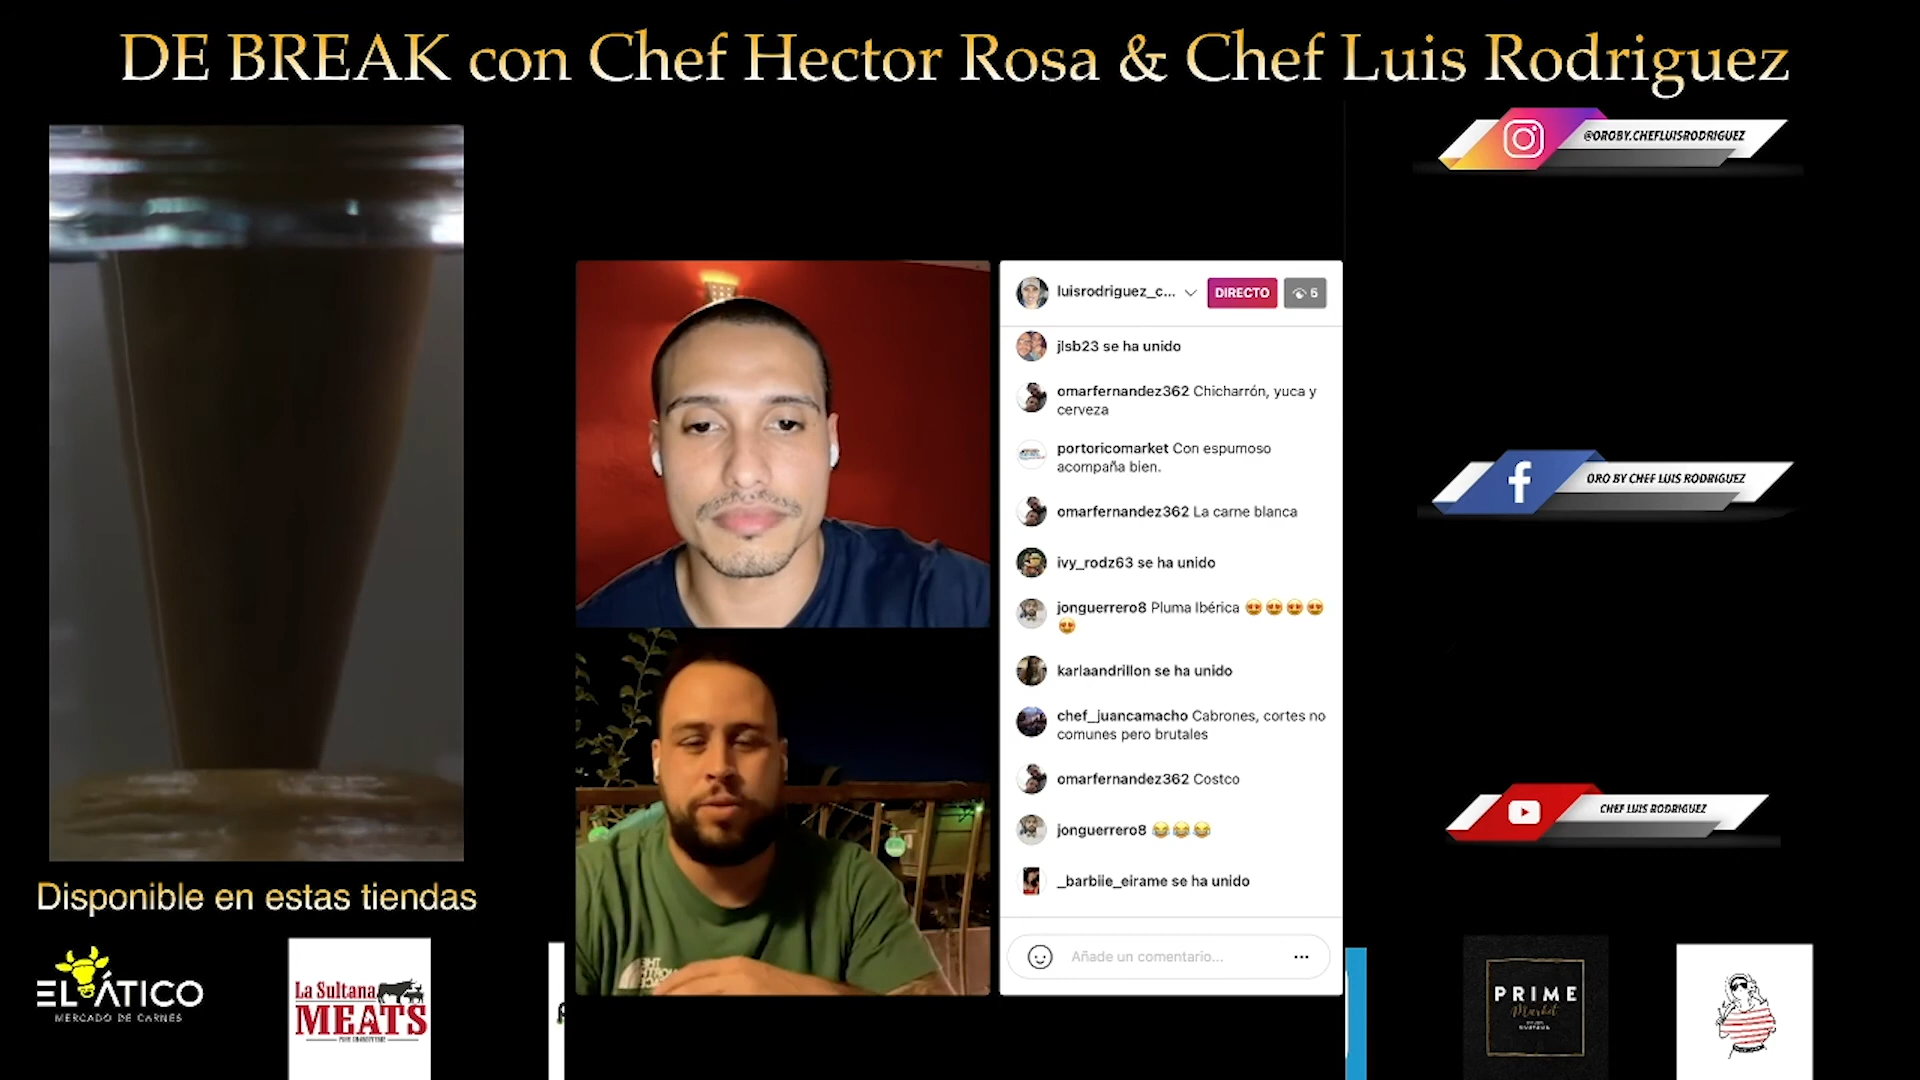 DE BREAK con Chef Hector Rosa & Chef Luis Rodriguez
@OROBY.CHEFLUISRODRIGUEZ
luisrodriguez_c...
DIRECTO
5
jlsb23 se ha unido
omarfernandez362 Chicharrón, yuca y
cerveza
portoricomarket Con espumoso
acompaña bien.
omarfernandez362 La carne blanca
ivy_rodz63 se ha unido
jonguerrero8 Pluma Ibérica 😍😍😍😍
😍
karlaandrillon se ha unido
chef_juancamacho Cabrones, cortes no
comunes pero brutales
omarfernandez362 Costco
jonguerrero8 😂😂😂
_barbiie_eirame se ha unido
Añade un comentario...
ORO BY CHEF LUIS RODRIGUEZ
CHEF LUIS RODRIGUEZ
Disponible en estas tiendas
EL ÁTICO
MERCADO DE CARNES
La Sultana
MEATS
PRIME
Market